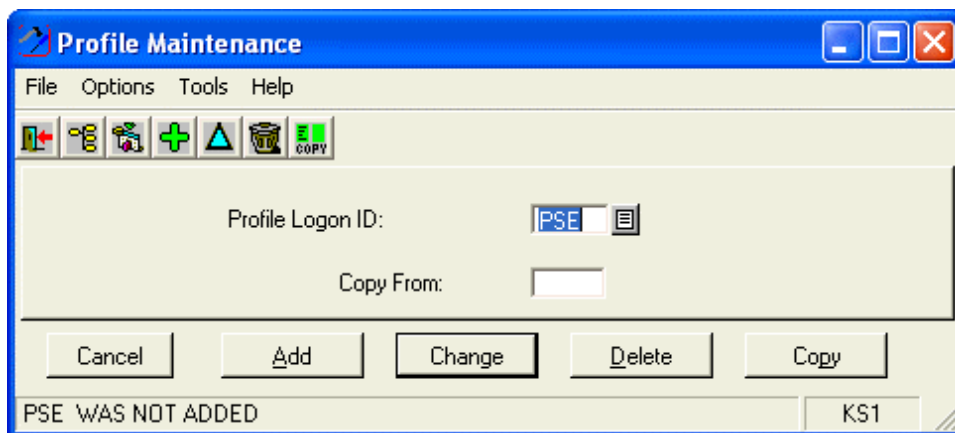 Profile Maintenance
File Options Tools Help
COPY
Profile Logon ID: PSE
Copy From:
Cancel Add Change Delete Copy
PSE WAS NOT ADDED KS1